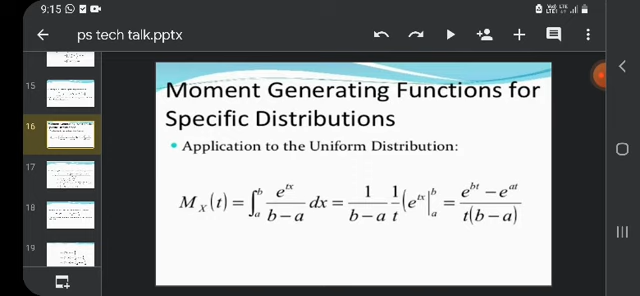 9:15
ps tech talk.pptx
15
16
17
18
19
Moment Generating Functions for
Specific Distributions
• Application to the Uniform Distribution:
M_X(t) = ∫_a^b e^{tx}/(b−a) dx = 1/(b−a) 1/t (e^{tx}|_a^b = (e^{bt} − e^{at})/(t(b−a))